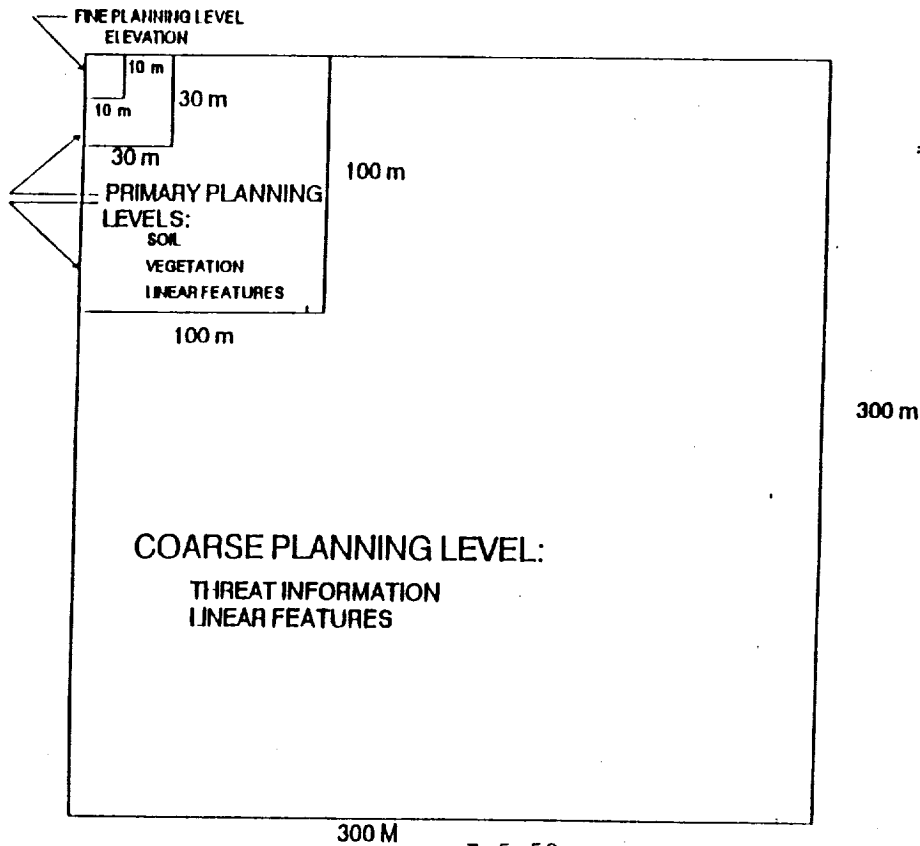 FINE PLANNING LEVEL
ELEVATION
10 m
10 m
30 m
30 m
100 m
PRIMARY PLANNING
LEVELS:
SOIL
VEGETATION
LINEAR FEATURES
100 m
300 m
COARSE PLANNING LEVEL:
THREAT INFORMATION
LINEAR FEATURES
300 M